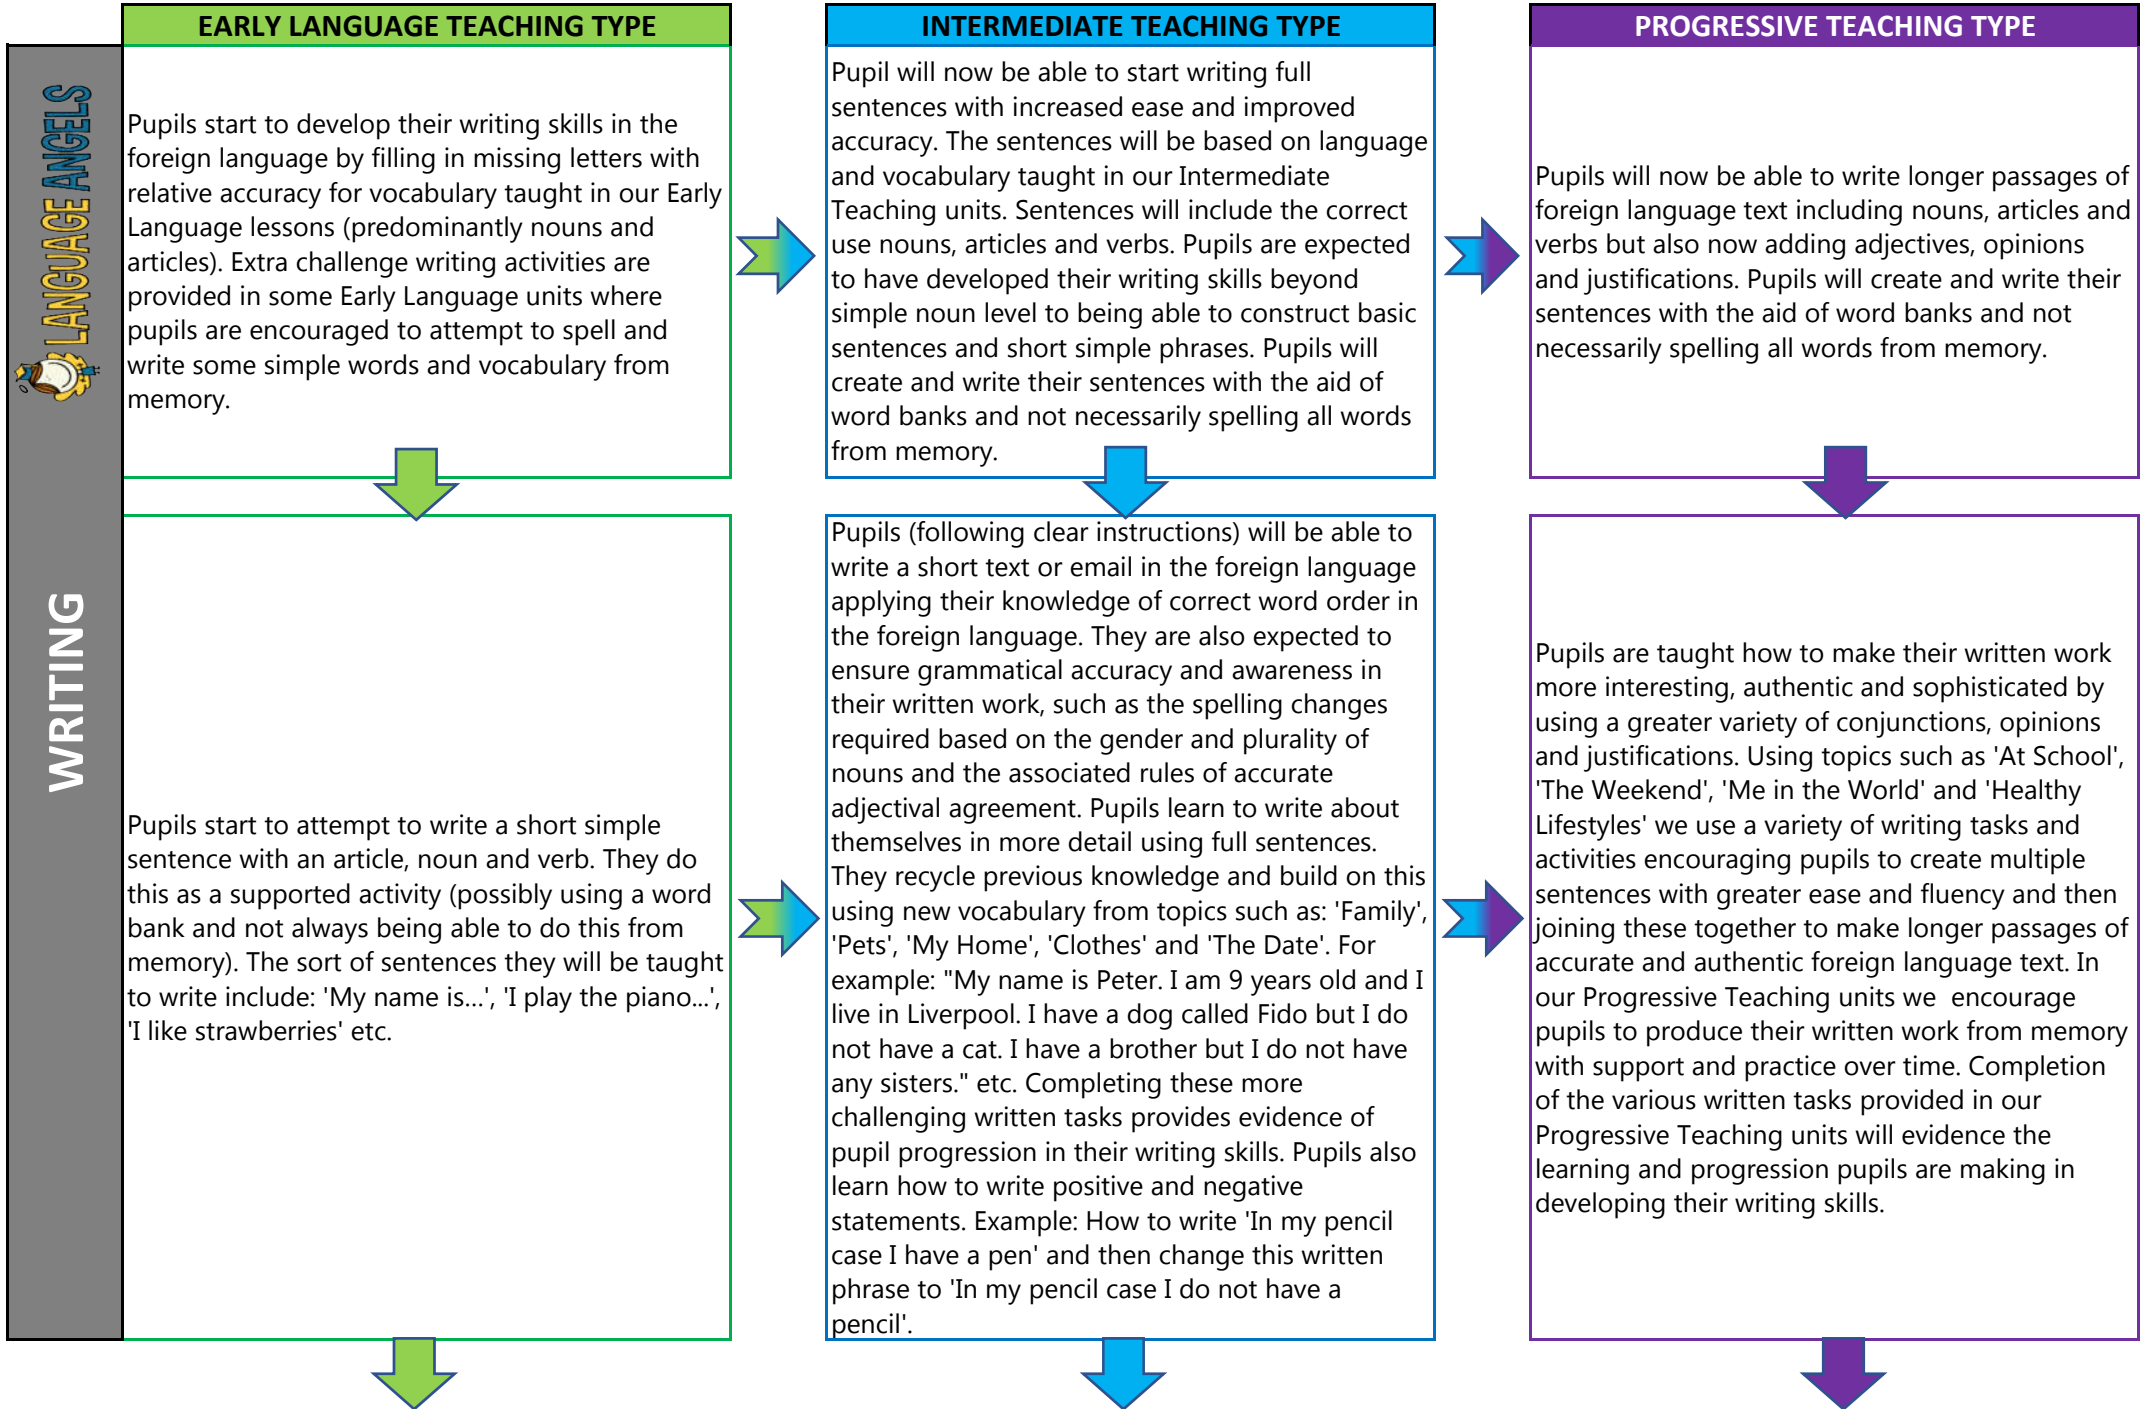 EARLY LANGUAGE TEACHING TYPE
INTERMEDIATE TEACHING TYPE
PROGRESSIVE TEACHING TYPE
LANGUAGE ANGELS
WRITING
Pupils start to develop their writing skills in the
foreign language by filling in missing letters with
relative accuracy for vocabulary taught in our Early
Language lessons (predominantly nouns and
articles). Extra challenge writing activities are
provided in some Early Language units where
pupils are encouraged to attempt to spell and
write some simple words and vocabulary from
memory.
Pupil will now be able to start writing full
sentences with increased ease and improved
accuracy. The sentences will be based on language
and vocabulary taught in our Intermediate
Teaching units. Sentences will include the correct
use nouns, articles and verbs. Pupils are expected
to have developed their writing skills beyond
simple noun level to being able to construct basic
sentences and short simple phrases. Pupils will
create and write their sentences with the aid of
word banks and not necessarily spelling all words
from memory.
Pupils will now be able to write longer passages of
foreign language text including nouns, articles and
verbs but also now adding adjectives, opinions
and justifications. Pupils will create and write their
sentences with the aid of word banks and not
necessarily spelling all words from memory.
Pupils start to attempt to write a short simple
sentence with an article, noun and verb. They do
this as a supported activity (possibly using a word
bank and not always being able to do this from
memory). The sort of sentences they will be taught
to write include: 'My name is...', 'I play the piano...',
'I like strawberries' etc.
Pupils (following clear instructions) will be able to
write a short text or email in the foreign language
applying their knowledge of correct word order in
the foreign language. They are also expected to
ensure grammatical accuracy and awareness in
their written work, such as the spelling changes
required based on the gender and plurality of
nouns and the associated rules of accurate
adjectival agreement. Pupils learn to write about
themselves in more detail using full sentences.
They recycle previous knowledge and build on this
using new vocabulary from topics such as: 'Family',
'Pets', 'My Home', 'Clothes' and 'The Date'. For
example: "My name is Peter. I am 9 years old and I
live in Liverpool. I have a dog called Fido but I do
not have a cat. I have a brother but I do not have
any sisters." etc. Completing these more
challenging written tasks provides evidence of
pupil progression in their writing skills. Pupils also
learn how to write positive and negative
statements. Example: How to write 'In my pencil
case I have a pen' and then change this written
phrase to 'In my pencil case I do not have a
pencil'.
Pupils are taught how to make their written work
more interesting, authentic and sophisticated by
using a greater variety of conjunctions, opinions
and justifications. Using topics such as 'At School',
'The Weekend', 'Me in the World' and 'Healthy
Lifestyles' we use a variety of writing tasks and
activities encouraging pupils to create multiple
sentences with greater ease and fluency and then
joining these together to make longer passages of
accurate and authentic foreign language text. In
our Progressive Teaching units we  encourage
pupils to produce their written work from memory
with support and practice over time. Completion
of the various written tasks provided in our
Progressive Teaching units will evidence the
learning and progression pupils are making in
developing their writing skills.